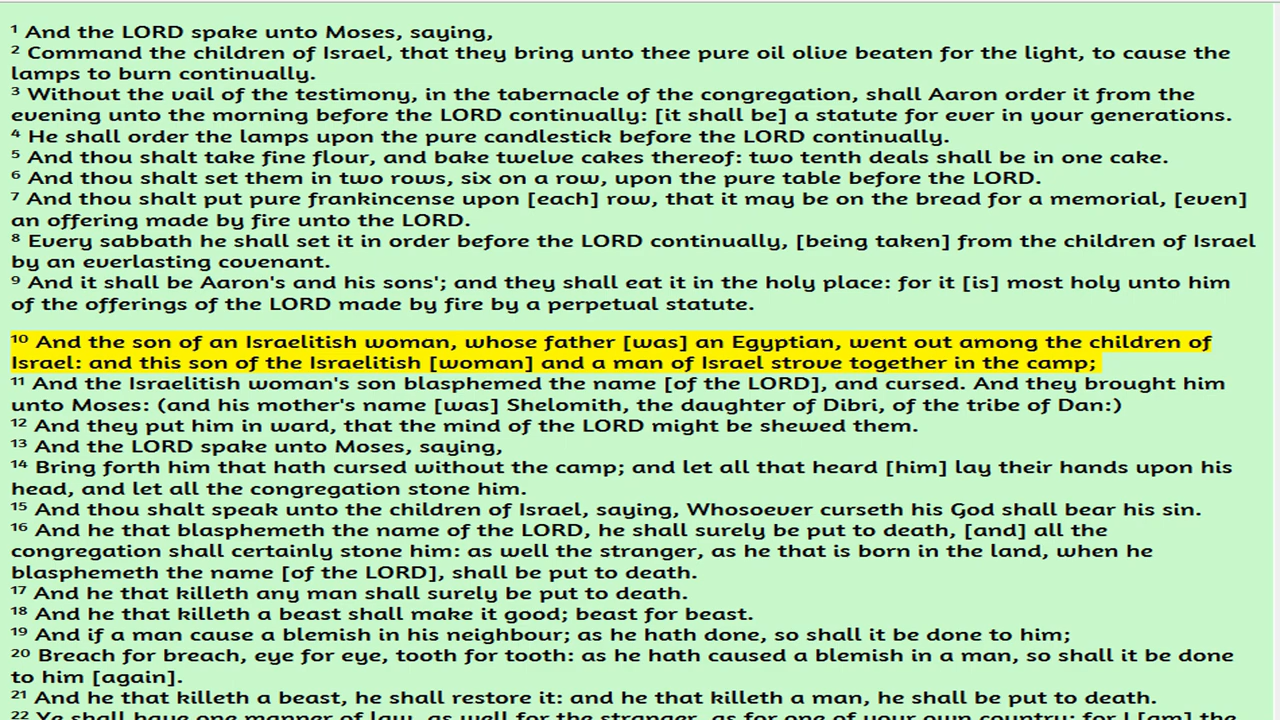 ¹ And the LORD spake unto Moses, saying,
² Command the children of Israel, that they bring unto thee pure oil olive beaten for the light, to cause the
lamps to burn continually.
³ Without the vail of the testimony, in the tabernacle of the congregation, shall Aaron order it from the
evening unto the morning before the LORD continually: [it shall be] a statute for ever in your generations.
⁴ He shall order the lamps upon the pure candlestick before the LORD continually.
⁵ And thou shalt take fine flour, and bake twelve cakes thereof: two tenth deals shall be in one cake.
⁶ And thou shalt set them in two rows, six on a row, upon the pure table before the LORD.
⁷ And thou shalt put pure frankincense upon [each] row, that it may be on the bread for a memorial, [even]
an offering made by fire unto the LORD.
⁸ Every sabbath he shall set it in order before the LORD continually, [being taken] from the children of Israel
by an everlasting covenant.
⁹ And it shall be Aaron's and his sons'; and they shall eat it in the holy place: for it [is] most holy unto him
of the offerings of the LORD made by fire by a perpetual statute.
¹⁰ And the son of an Israelitish woman, whose father [was] an Egyptian, went out among the children of
Israel: and this son of the Israelitish [woman] and a man of Israel strove together in the camp;
¹¹ And the Israelitish woman's son blasphemed the name [of the LORD], and cursed. And they brought him
unto Moses: (and his mother's name [was] Shelomith, the daughter of Dibri, of the tribe of Dan:)
¹² And they put him in ward, that the mind of the LORD might be shewed them.
¹³ And the LORD spake unto Moses, saying,
¹⁴ Bring forth him that hath cursed without the camp; and let all that heard [him] lay their hands upon his
head, and let all the congregation stone him.
¹⁵ And thou shalt speak unto the children of Israel, saying, Whosoever curseth his God shall bear his sin.
¹⁶ And he that blasphemeth the name of the LORD, he shall surely be put to death, [and] all the
congregation shall certainly stone him: as well the stranger, as he that is born in the land, when he
blasphemeth the name [of the LORD], shall be put to death.
¹⁷ And he that killeth any man shall surely be put to death.
¹⁸ And he that killeth a beast shall make it good; beast for beast.
¹⁹ And if a man cause a blemish in his neighbour; as he hath done, so shall it be done to him;
²⁰ Breach for breach, eye for eye, tooth for tooth: as he hath caused a blemish in a man, so shall it be done
to him [again].
²¹ And he that killeth a beast, he shall restore it: and he that killeth a man, he shall be put to death.
²² Ye shall have one manner of law, as well for the stranger, as for one of your own country: for I [am] the